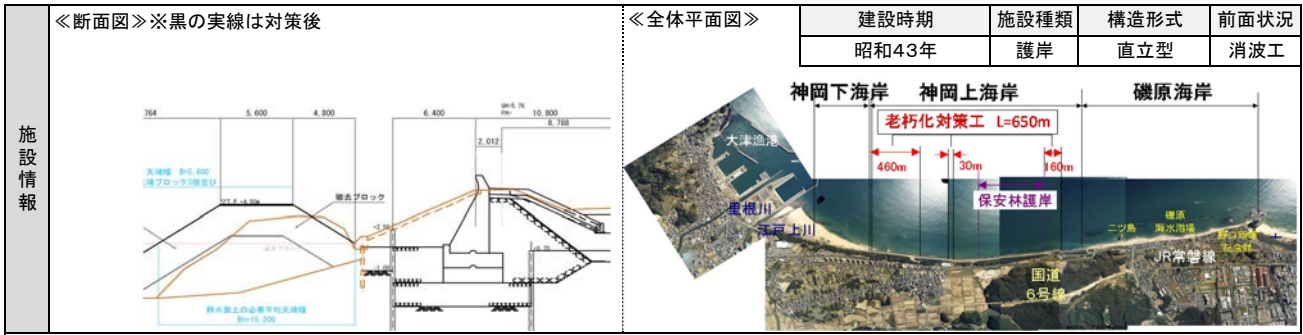 施設情報
≪断面図≫※黒の実線は対策後
764
5,600
4,800
6,400
10,800
8,788
2,012
天端幅 B=5.600
撤去ブロック
静水面上の必要平均天端幅
B=15.200
≪全体平面図≫
建設時期 施設種類 構造形式 前面状況
昭和43年 護岸 直立型 消波工
神岡下海岸 神岡上海岸 磯原海岸
老朽化対策工 L=650m
460m 30m 160m
保安林護岸
大津漁港
里根川
江戸上川
二ツ島
磯原
海水浴場
野口雨情
記念館
JR常磐線
国道
6号線